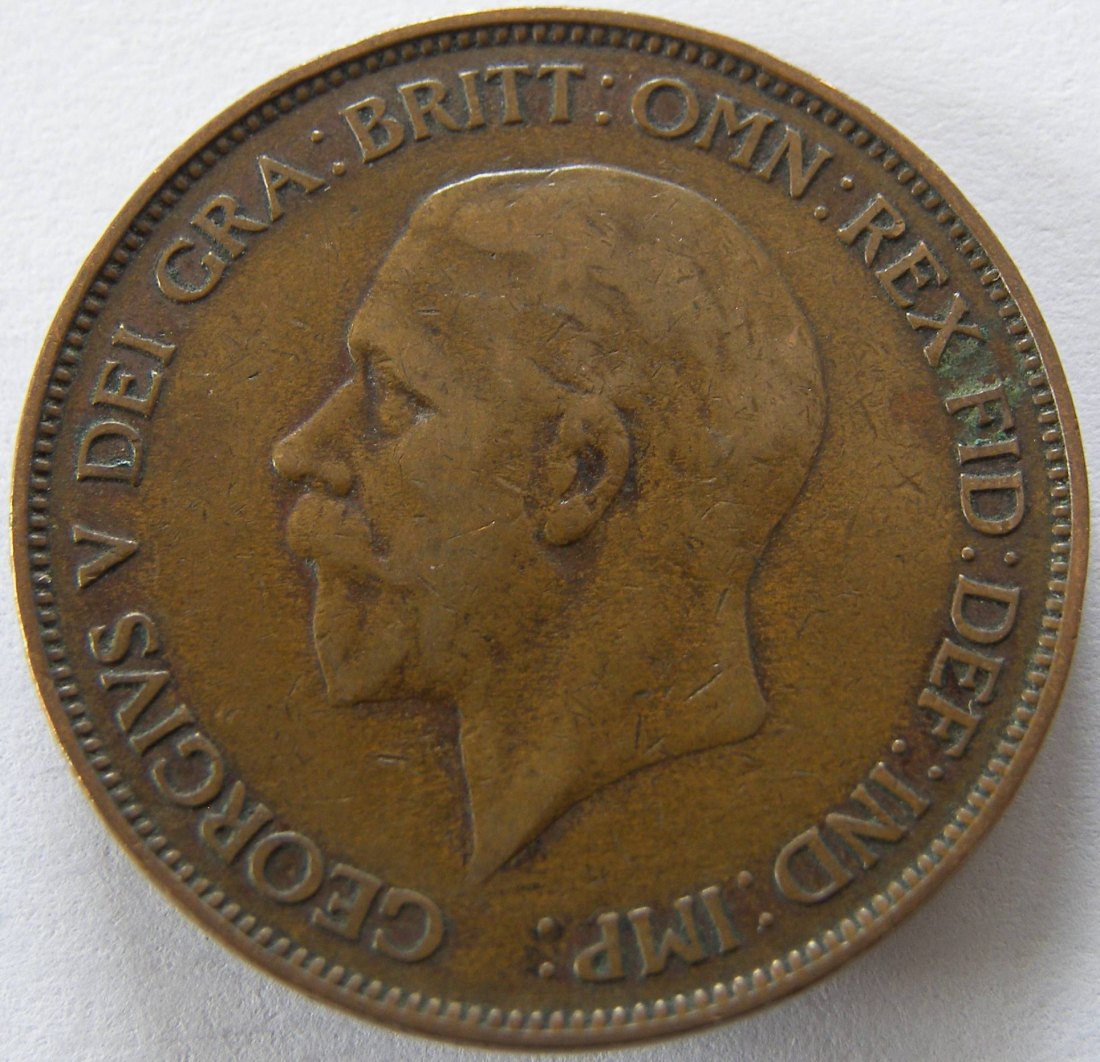 GEORGIVS V DEI GRA: BRITT: OMN: REX FID: DEF: IND: IMP: